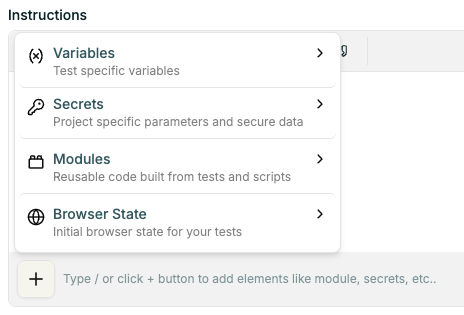 Instructions
Variables
Test specific variables
Secrets
Project specific parameters and secure data
Modules
Reusable code built from tests and scripts
Browser State
Initial browser state for your tests
Type / or click + button to add elements like module, secrets, etc..